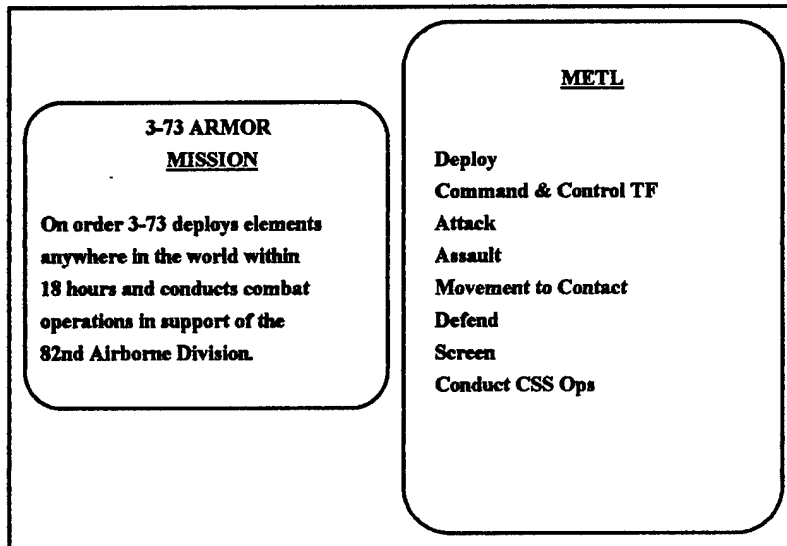 3-73 ARMOR
MISSION
On order 3-73 deploys elements
anywhere in the world within
18 hours and conducts combat
operations in support of the
82nd Airborne Division.
METL
Deploy
Command & Control TF
Attack
Assault
Movement to Contact
Defend
Screen
Conduct CSS Ops